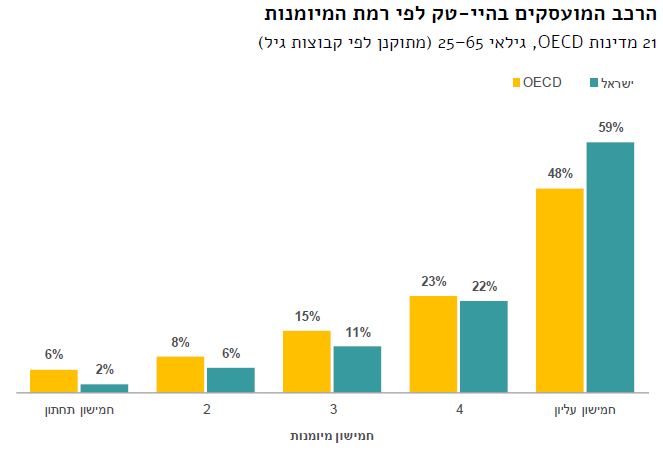 הרכב המועסקים בהיי-טק לפי רמת המיומנות
21 מדינות OECD, גילאי 25–65 (מתוקנן לפי קבוצות גיל)
ישראל OECD
59%
48%
23%
22%
15%
11%
8%
6%
6%
2%
חמישון תחתון 2 3 4 חמישון עליון
חמישון מיומנות